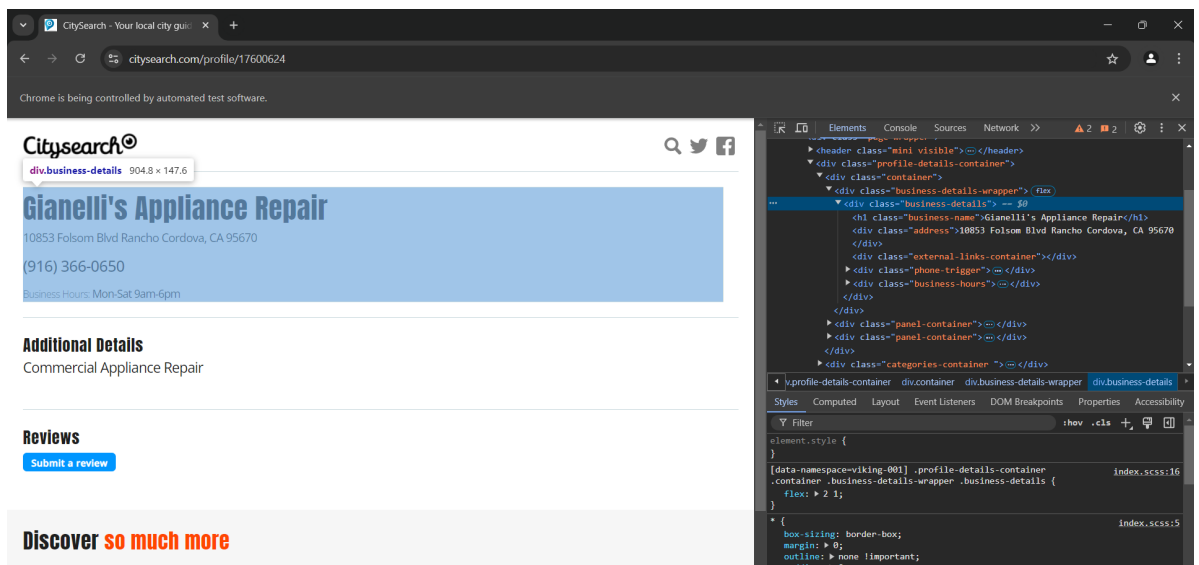 CitySearch - Your local city guid
citysearch.com/profile/17600624
Chrome is being controlled by automated test software.
Citysearch
div.business-details 904.8 × 147.6
Gianelli's Appliance Repair
10853 Folsom Blvd Rancho Cordova, CA 95670
(916) 366-0650
Business Hours: Mon-Sat 9am-6pm
Additional Details
Commercial Appliance Repair
Reviews
Submit a review
Discover so much more
Elements Console Sources Network 2 2
<header class="mini visible"> </header>
<div class="profile-details-container">
<div class="container">
<div class="business-details-wrapper"> flex
<div class="business-details"> == $0
<h1 class="business-name">Gianelli's Appliance Repair</h1>
<div class="address">10853 Folsom Blvd Rancho Cordova, CA 95670
</div>
<div class="external-links-container"></div>
<div class="phone-trigger"> </div>
<div class="business-hours"> </div>
</div>
</div>
<div class="panel-container"> </div>
<div class="panel-container"> </div>
</div>
<div class="categories-container "> </div>
v.profile-details-container div.container div.business-details-wrapper div.business-details
Styles Computed Layout Event Listeners DOM Breakpoints Properties Accessibility
Filter :hov .cls
element.style {
}
[data-namespace=viking-001] .profile-details-container index.scss:16
.container .business-details-wrapper .business-details {
flex: 2 1;
}
* { index.scss:5
box-sizing: border-box;
margin: 0;
outline: none !important;